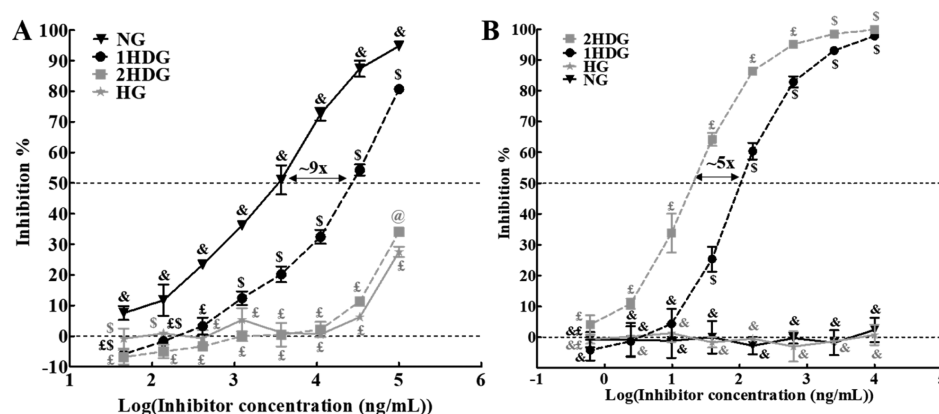 A
NG
1HDG
2HDG
HG
Inhibition %
100
90
80
70
60
50
40
30
20
10
0
-10
~9x
& & & & & & & &
£$ £$ £ $ $ $ $ $
$ $ £ £ £ £ £ @
£ £ £ £ £ £ £
1 2 3 4 5 6
Log(Inhibitor concentration (ng/mL))
B
2HDG
1HDG
HG
NG
Inhibition %
100
90
80
70
60
50
40
30
20
10
0
-10
~5x
£ £ £ £ £ £ $ $
&£ & & $ $ $ $ $
&£ & & & & & & &
& & & & & & &
-1 0 1 2 3 4 5
Log(Inhibitor concentration (ng/mL))